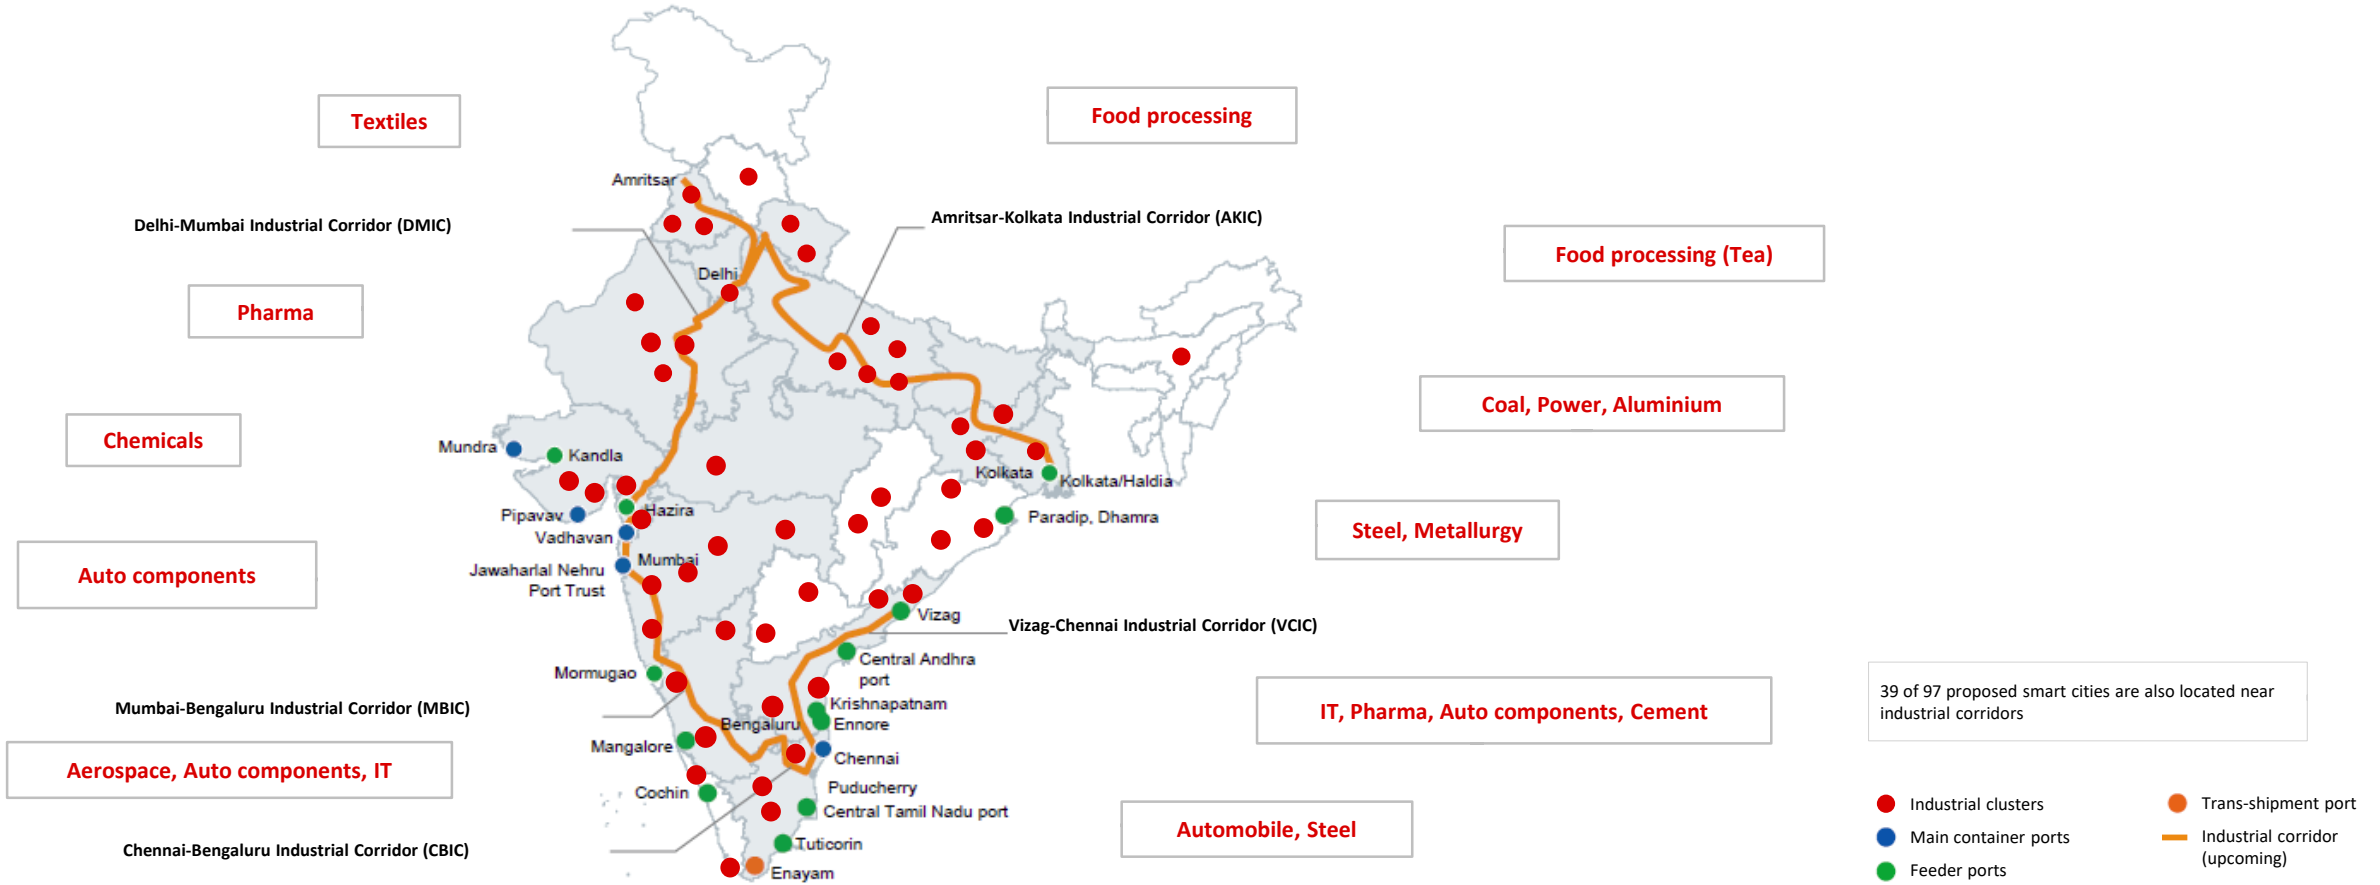 Textiles
Food processing
Amritsar
Delhi-Mumbai Industrial Corridor (DMIC)
Amritsar-Kolkata Industrial Corridor (AKIC)
Food processing (Tea)
Delhi
Pharma
Coal, Power, Aluminium
Chemicals
Mundra
Kandla
Kolkata
Kolkata/Haldia
Pipavav
Hazira
Paradip, Dhamra
Vadhavan
Steel, Metallurgy
Mumbai
Jawaharlal Nehru
Port Trust
Auto components
Vizag
Vizag-Chennai Industrial Corridor (VCIC)
Central Andhra
port
Mormugao
Krishnapatnam
Mumbai-Bengaluru Industrial Corridor (MBIC)
Bengaluru
Ennore
IT, Pharma, Auto components, Cement
39 of 97 proposed smart cities are also located near
industrial corridors
Mangalore
Chennai
Aerospace, Auto components, IT
Cochin
Puducherry
Central Tamil Nadu port
Automobile, Steel
Chennai-Bengaluru Industrial Corridor (CBIC)
Tuticorin
Enayam
Industrial clusters
Main container ports
Feeder ports
Trans-shipment port
Industrial corridor
(upcoming)